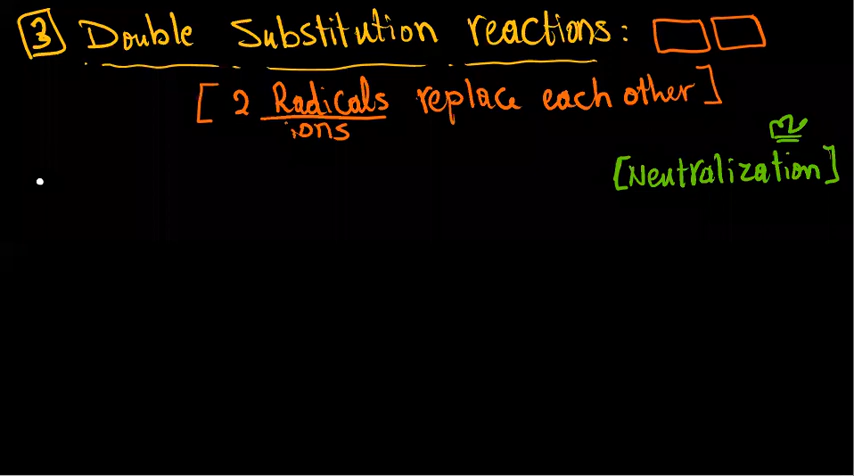 3 Double Substitution reactions:
[ 2 Radicals replace each other ]
ions
[Neutralization]